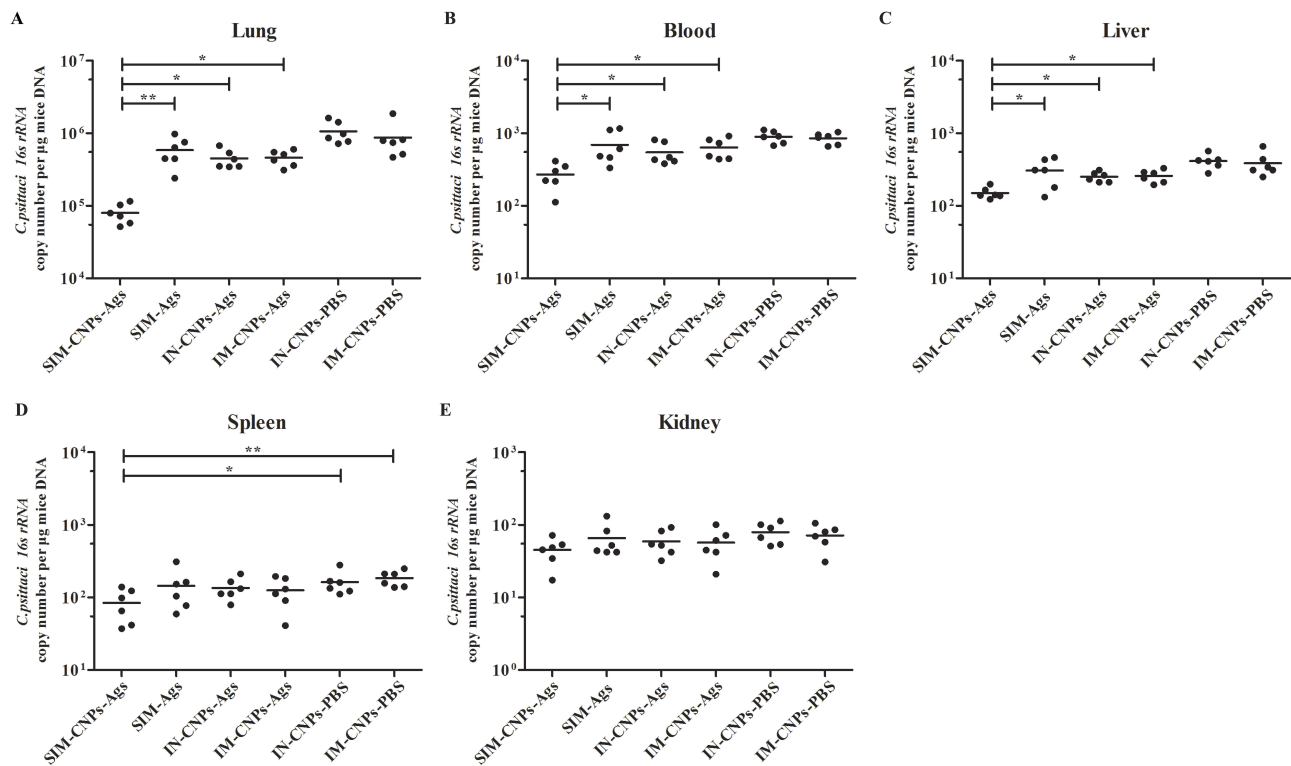 A
Lung
C.psittaci 16s rRNA
copy number per μg mice DNA
10^7
10^6
10^5
10^4
*
*
**
SIM-CNPs-Ags
SIM-Ags
IN-CNPs-Ags
IM-CNPs-Ags
IN-CNPs-PBS
IM-CNPs-PBS
B
Blood
C.psittaci 16s rRNA
copy number per μg mice DNA
10^4
10^3
10^2
10^1
*
*
*
SIM-CNPs-Ags
SIM-Ags
IN-CNPs-Ags
IM-CNPs-Ags
IN-CNPs-PBS
IM-CNPs-PBS
C
Liver
C.psittaci 16s rRNA
copy number per μg mice DNA
10^4
10^3
10^2
10^1
*
*
*
SIM-CNPs-Ags
SIM-Ags
IN-CNPs-Ags
IM-CNPs-Ags
IN-CNPs-PBS
IM-CNPs-PBS
D
Spleen
C.psittaci 16s rRNA
copy number per μg mice DNA
10^4
10^3
10^2
10^1
**
*
SIM-CNPs-Ags
SIM-Ags
IN-CNPs-Ags
IM-CNPs-Ags
IN-CNPs-PBS
IM-CNPs-PBS
E
Kidney
C.psittaci 16s rRNA
copy number per μg mice DNA
10^3
10^2
10^1
10^0
SIM-CNPs-Ags
SIM-Ags
IN-CNPs-Ags
IM-CNPs-Ags
IN-CNPs-PBS
IM-CNPs-PBS